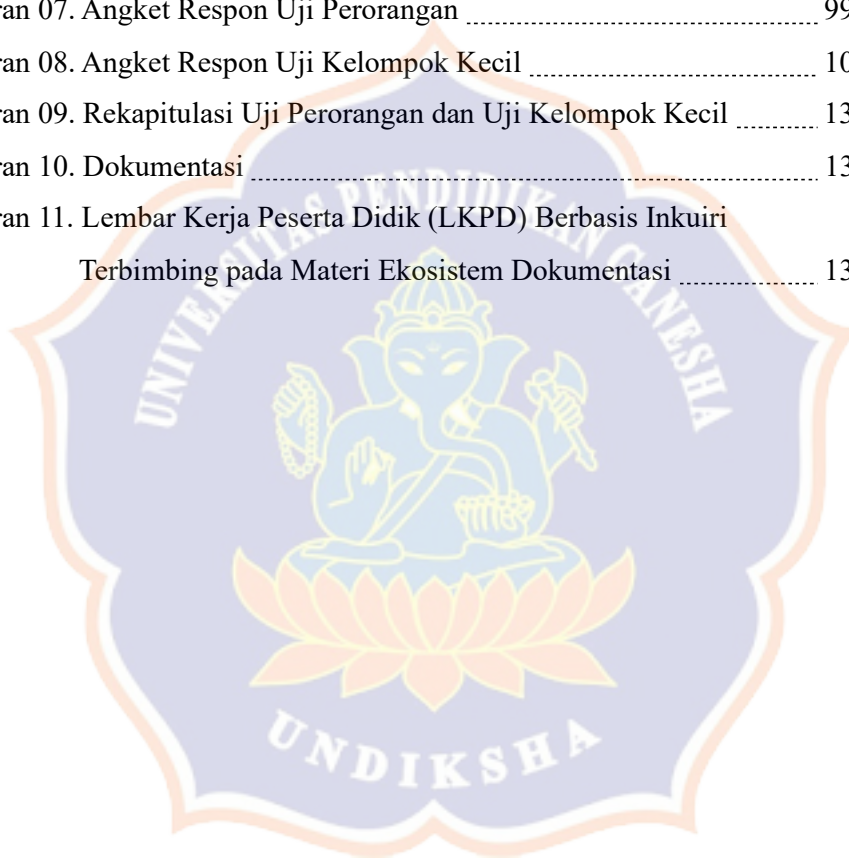 ran 07. Angket Respon Uji Perorangan 99
ran 08. Angket Respon Uji Kelompok Kecil 10
ran 09. Rekapitulasi Uji Perorangan dan Uji Kelompok Kecil 13
ran 10. Dokumentasi 13
ran 11. Lembar Kerja Peserta Didik (LKPD) Berbasis Inkuiri
Terbimbing pada Materi Ekosistem Dokumentasi 13
UNIVERSITAS PENDIDIKAN GANESHA
UNDIKSHA